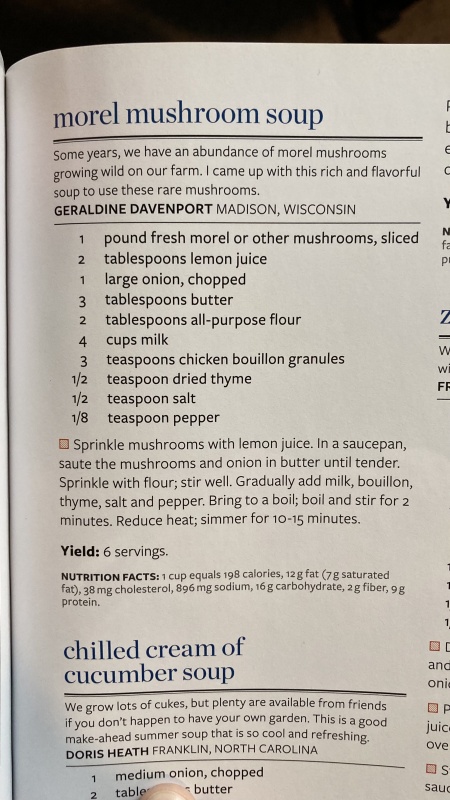 morel mushroom soup
Some years, we have an abundance of morel mushrooms
growing wild on our farm. I came up with this rich and flavorful
soup to use these rare mushrooms.
GERALDINE DAVENPORT MADISON, WISCONSIN
1 pound fresh morel or other mushrooms, sliced
2 tablespoons lemon juice
1 large onion, chopped
3 tablespoons butter
2 tablespoons all-purpose flour
4 cups milk
3 teaspoons chicken bouillon granules
1/2 teaspoon dried thyme
1/2 teaspoon salt
1/8 teaspoon pepper
Sprinkle mushrooms with lemon juice. In a saucepan,
saute the mushrooms and onion in butter until tender.
Sprinkle with flour; stir well. Gradually add milk, bouillon,
thyme, salt and pepper. Bring to a boil; boil and stir for 2
minutes. Reduce heat; simmer for 10-15 minutes.
Yield: 6 servings.
NUTRITION FACTS: 1 cup equals 198 calories, 12 g fat (7 g saturated
fat), 38 mg cholesterol, 896 mg sodium, 16 g carbohydrate, 2 g fiber, 9 g
protein.
chilled cream of
cucumber soup
We grow lots of cukes, but plenty are available from friends
if you don't happen to have your own garden. This is a good
make-ahead summer soup that is so cool and refreshing.
DORIS HEATH FRANKLIN, NORTH CAROLINA
1 medium onion, chopped
2 butter